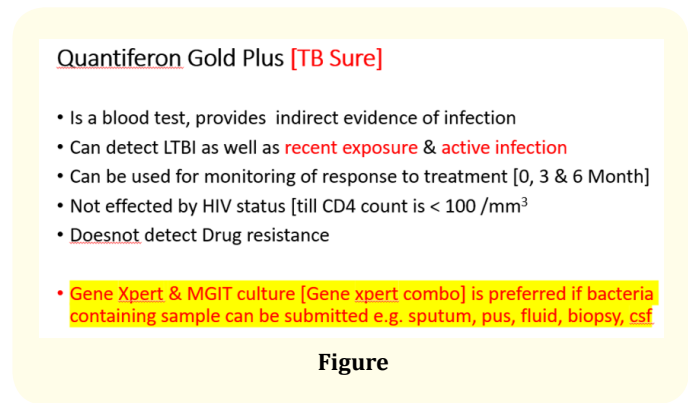 Quantiferon Gold Plus [TB Sure]
• Is a blood test, provides indirect evidence of infection
• Can detect LTBI as well as recent exposure & active infection
• Can be used for monitoring of response to treatment [0, 3 & 6 Month]
• Not effected by HIV status [till CD4 count is < 100 /mm³
• Doesnot detect Drug resistance
• Gene Xpert & MGIT culture [Gene xpert combo] is preferred if bacteria
containing sample can be submitted e.g. sputum, pus, fluid, biopsy, csf
Figure